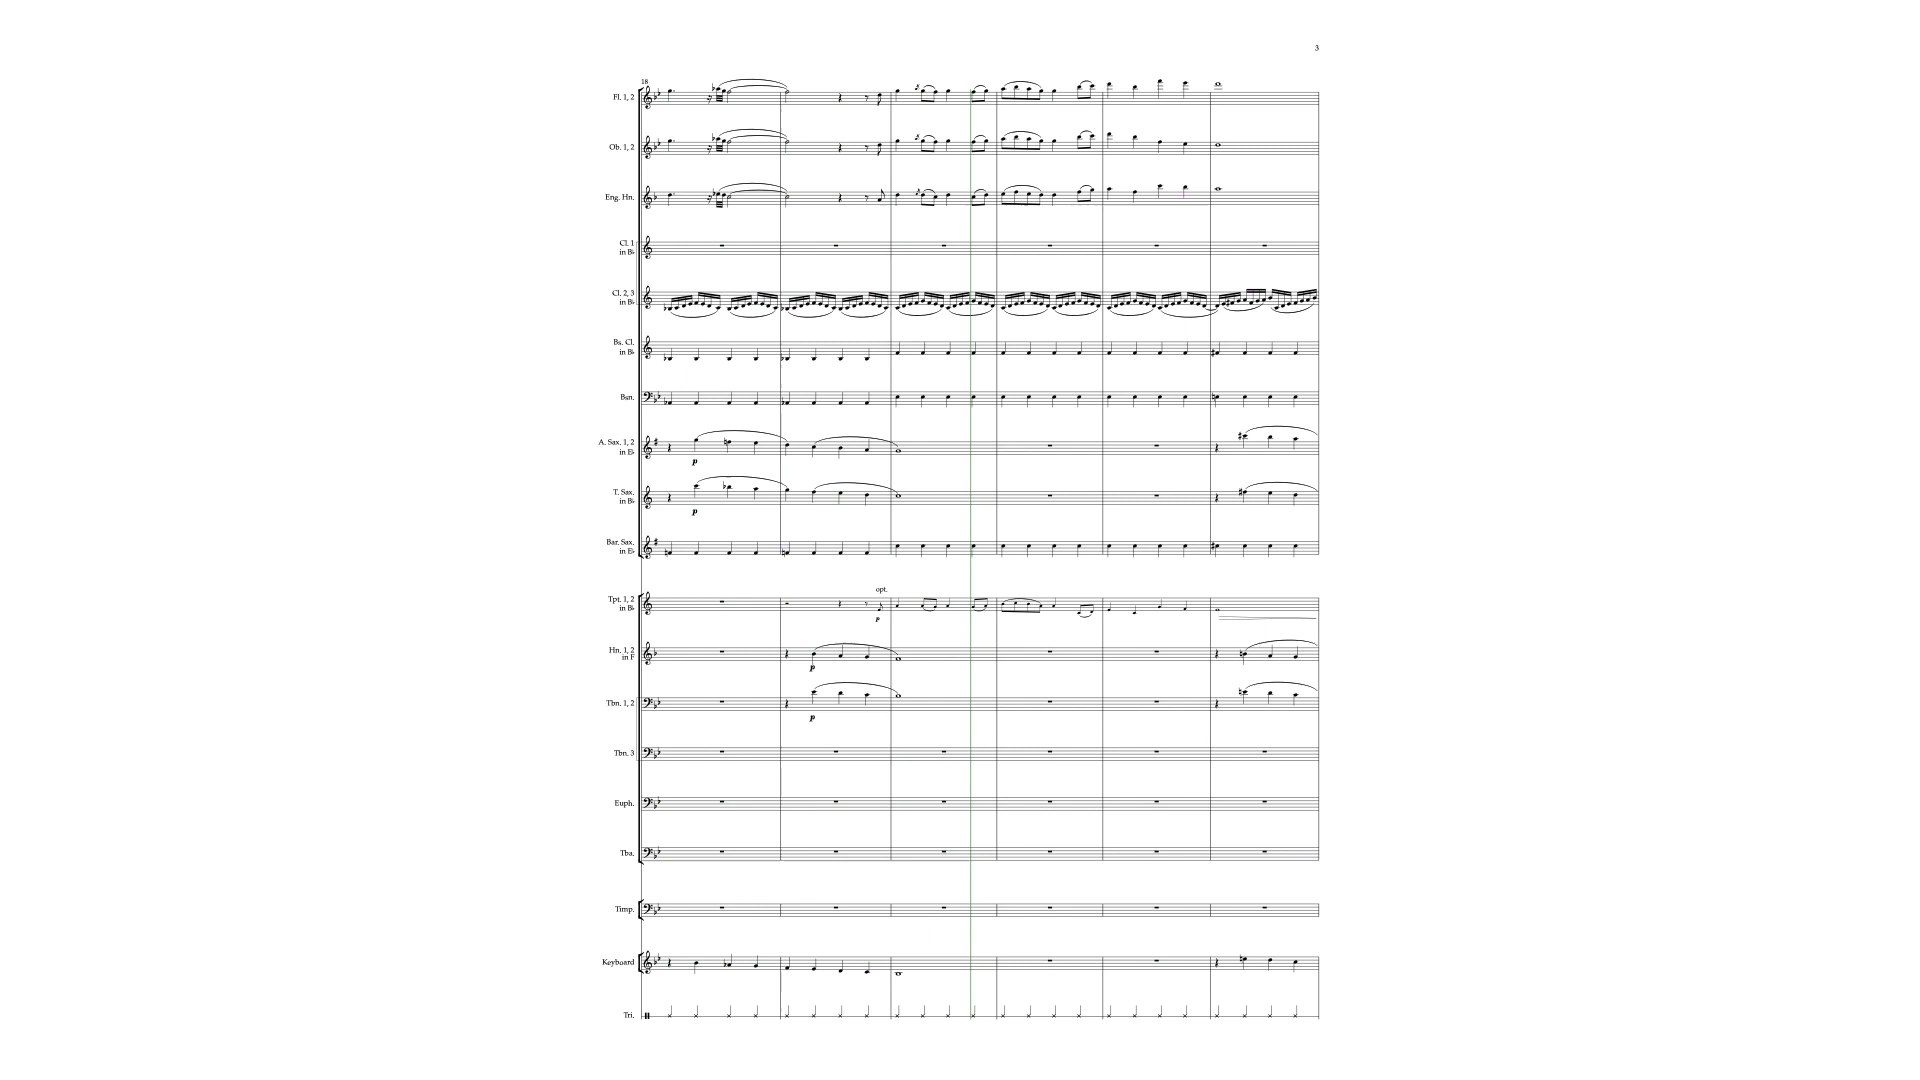 3
18
Fl. 1, 2
Ob. 1, 2
Eng. Hn.
Cl. 1
in B♭
Cl. 2, 3
in B♭
Bs. Cl.
in B♭
Bsn.
A. Sax. 1, 2
in E♭
p
T. Sax.
in B♭
p
Bar. Sax.
in E♭
opt.
Tpt. 1, 2
in B♭
p
Hn. 1, 2
in F
p
Tbn. 1, 2
p
Tbn. 3
Euph.
Tba.
Timp.
Keyboard
Tri.